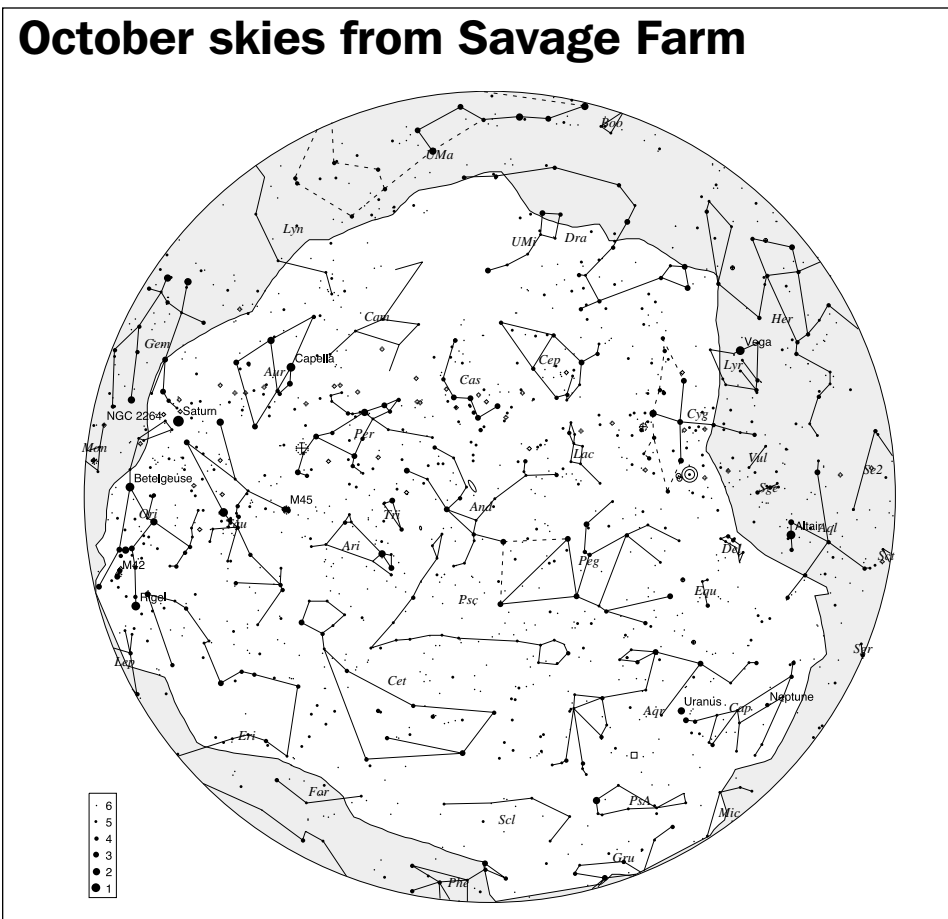 October skies from Savage Farm
Boo
UMa
Lyn
UMi
Dra
Cam
Her
Gem
Capella
Aur
Cep
Vega
Lyr
Cas
NGC 2264
Saturn
Per
Cyg
Mon
Lac
Vul
Se2
Betelgeuse
M45
Sge
Ori
Tau
Tri
And
Altair
Aql
Ari
Peg
Del
Sct
M42
Rigel
Psc
Equ
Lep
Ser
Cet
Uranus
Neptune
Aqr
Cap
Eri
For
PsA
Scl
Mic
Gru
Phe
6
5
4
3
2
1